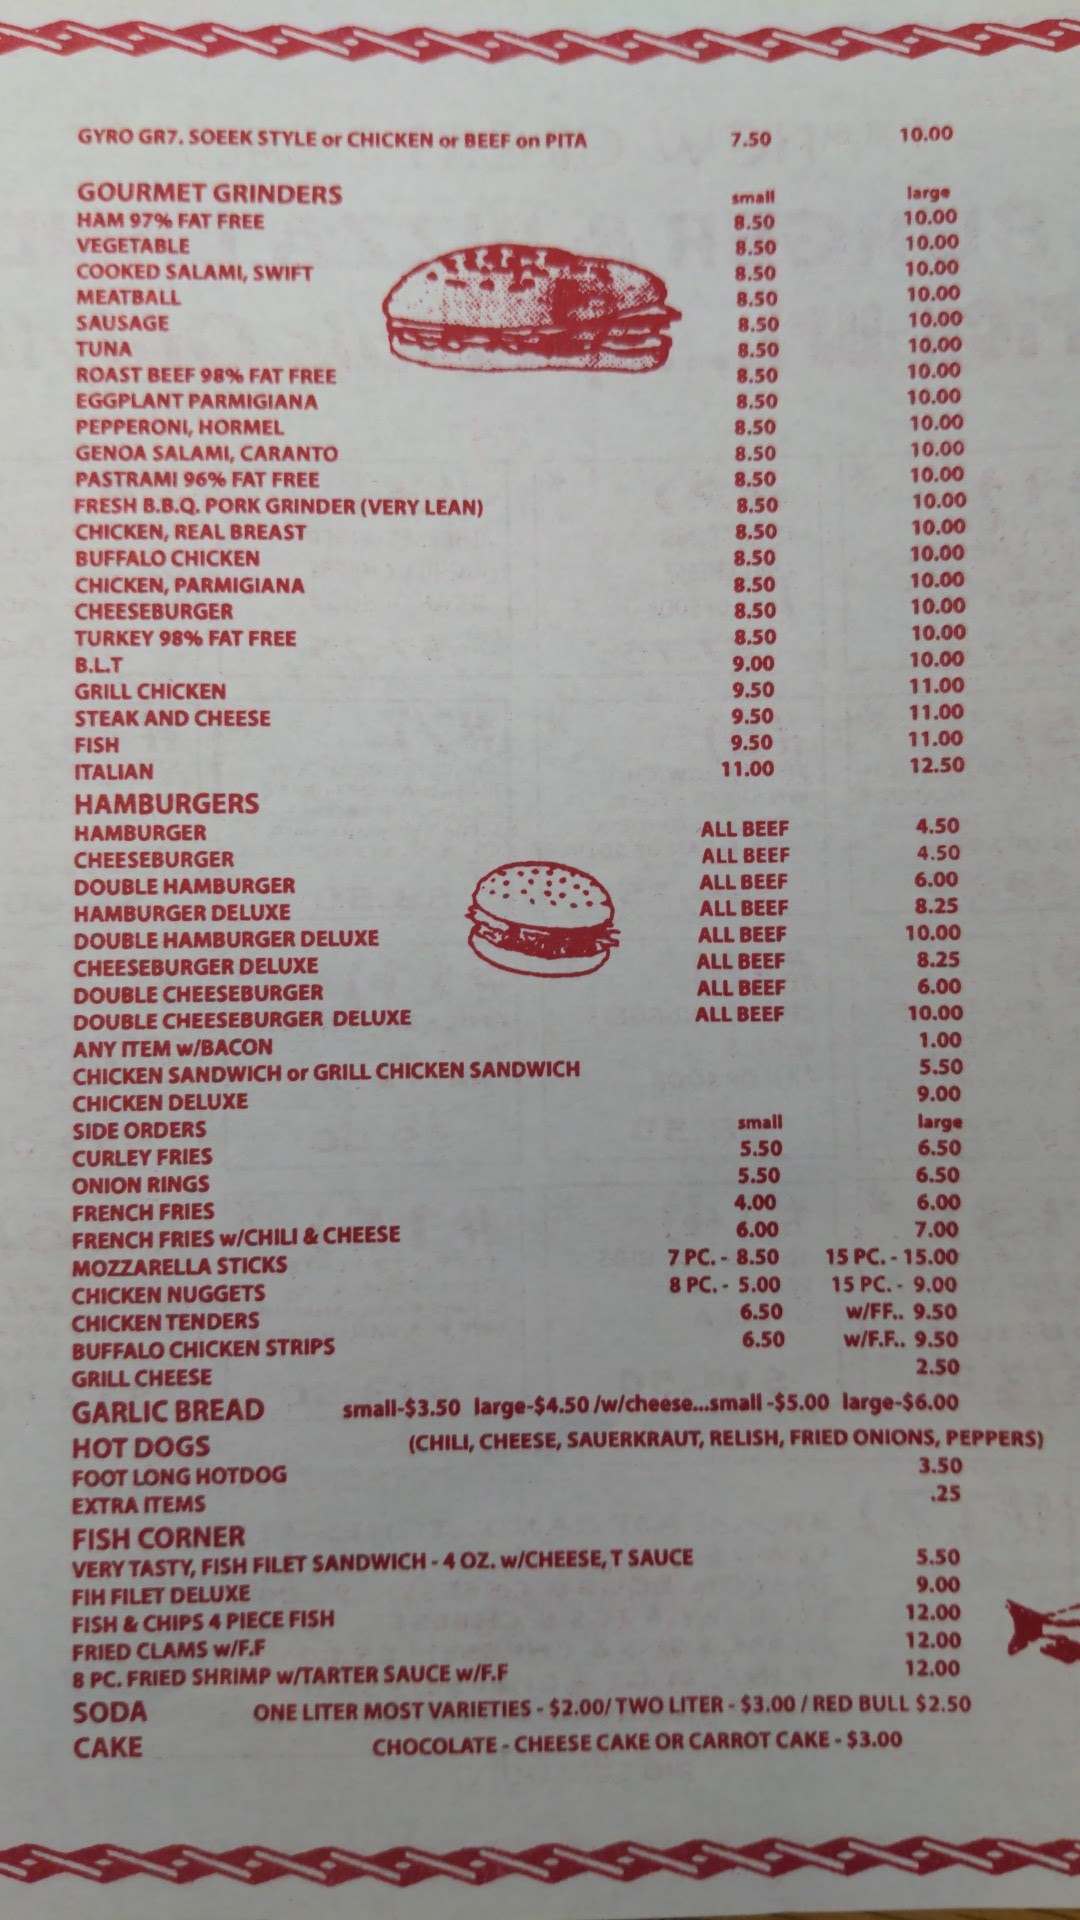 GYRO GR7. SOEEK STYLE or CHICKEN or BEEF on PITA 7.50 10.00
GOURMET GRINDERS small large
HAM 97% FAT FREE 8.50 10.00
VEGETABLE 8.50 10.00
COOKED SALAMI, SWIFT 8.50 10.00
MEATBALL 8.50 10.00
SAUSAGE 8.50 10.00
TUNA 8.50 10.00
ROAST BEEF 98% FAT FREE 8.50 10.00
EGGPLANT PARMIGIANA 8.50 10.00
PEPPERONI, HORMEL 8.50 10.00
GENOA SALAMI, CARANTO 8.50 10.00
PASTRAMI 96% FAT FREE 8.50 10.00
FRESH B.B.Q. PORK GRINDER (VERY LEAN) 8.50 10.00
CHICKEN, REAL BREAST 8.50 10.00
BUFFALO CHICKEN 8.50 10.00
CHICKEN, PARMIGIANA 8.50 10.00
CHEESEBURGER 8.50 10.00
TURKEY 98% FAT FREE 8.50 10.00
B.L.T 9.00 10.00
GRILL CHICKEN 9.50 11.00
STEAK AND CHEESE 9.50 11.00
FISH 9.50 11.00
ITALIAN 11.00 12.50
HAMBURGERS
HAMBURGER ALL BEEF 4.50
CHEESEBURGER ALL BEEF 4.50
DOUBLE HAMBURGER ALL BEEF 6.00
HAMBURGER DELUXE ALL BEEF 8.25
DOUBLE HAMBURGER DELUXE ALL BEEF 10.00
CHEESEBURGER DELUXE ALL BEEF 8.25
DOUBLE CHEESEBURGER ALL BEEF 6.00
DOUBLE CHEESEBURGER DELUXE ALL BEEF 10.00
ANY ITEM w/BACON 1.00
CHICKEN SANDWICH or GRILL CHICKEN SANDWICH 5.50
CHICKEN DELUXE 9.00
SIDE ORDERS small large
CURLEY FRIES 5.50 6.50
ONION RINGS 5.50 6.50
FRENCH FRIES 4.00 6.00
FRENCH FRIES w/CHILI & CHEESE 6.00 7.00
MOZZARELLA STICKS 7 PC. - 8.50 15 PC. - 15.00
CHICKEN NUGGETS 8 PC. - 5.00 15 PC. - 9.00
CHICKEN TENDERS 6.50 w/FF.. 9.50
BUFFALO CHICKEN STRIPS 6.50 w/F.F.. 9.50
GRILL CHEESE 2.50
GARLIC BREAD small-$3.50 large-$4.50 /w/cheese...small -$5.00 large-$6.00
HOT DOGS (CHILI, CHEESE, SAUERKRAUT, RELISH, FRIED ONIONS, PEPPERS)
FOOT LONG HOTDOG 3.50
EXTRA ITEMS .25
FISH CORNER
VERY TASTY, FISH FILET SANDWICH - 4 OZ. w/CHEESE, T SAUCE 5.50
FIH FILET DELUXE 9.00
FISH & CHIPS 4 PIECE FISH 12.00
FRIED CLAMS w/F.F 12.00
8 PC. FRIED SHRIMP w/TARTER SAUCE w/F.F 12.00
SODA ONE LITER MOST VARIETIES - $2.00/ TWO LITER - $3.00 / RED BULL $2.50
CAKE CHOCOLATE - CHEESE CAKE OR CARROT CAKE - $3.00